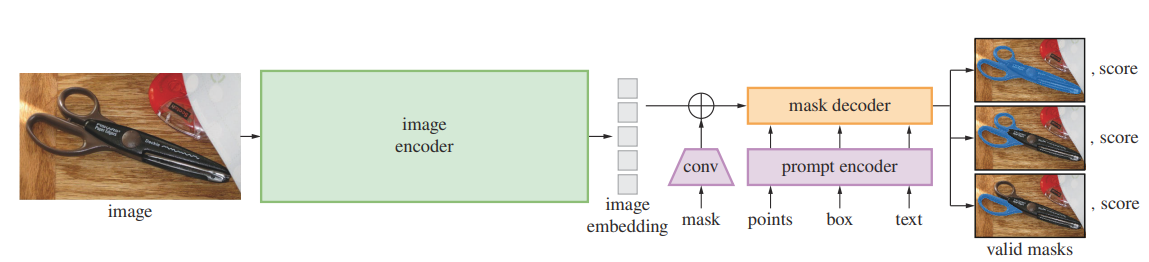 image
encoder
image
image
embedding
conv
mask
mask decoder
prompt encoder
points
box
text
, score
, score
, score
valid masks